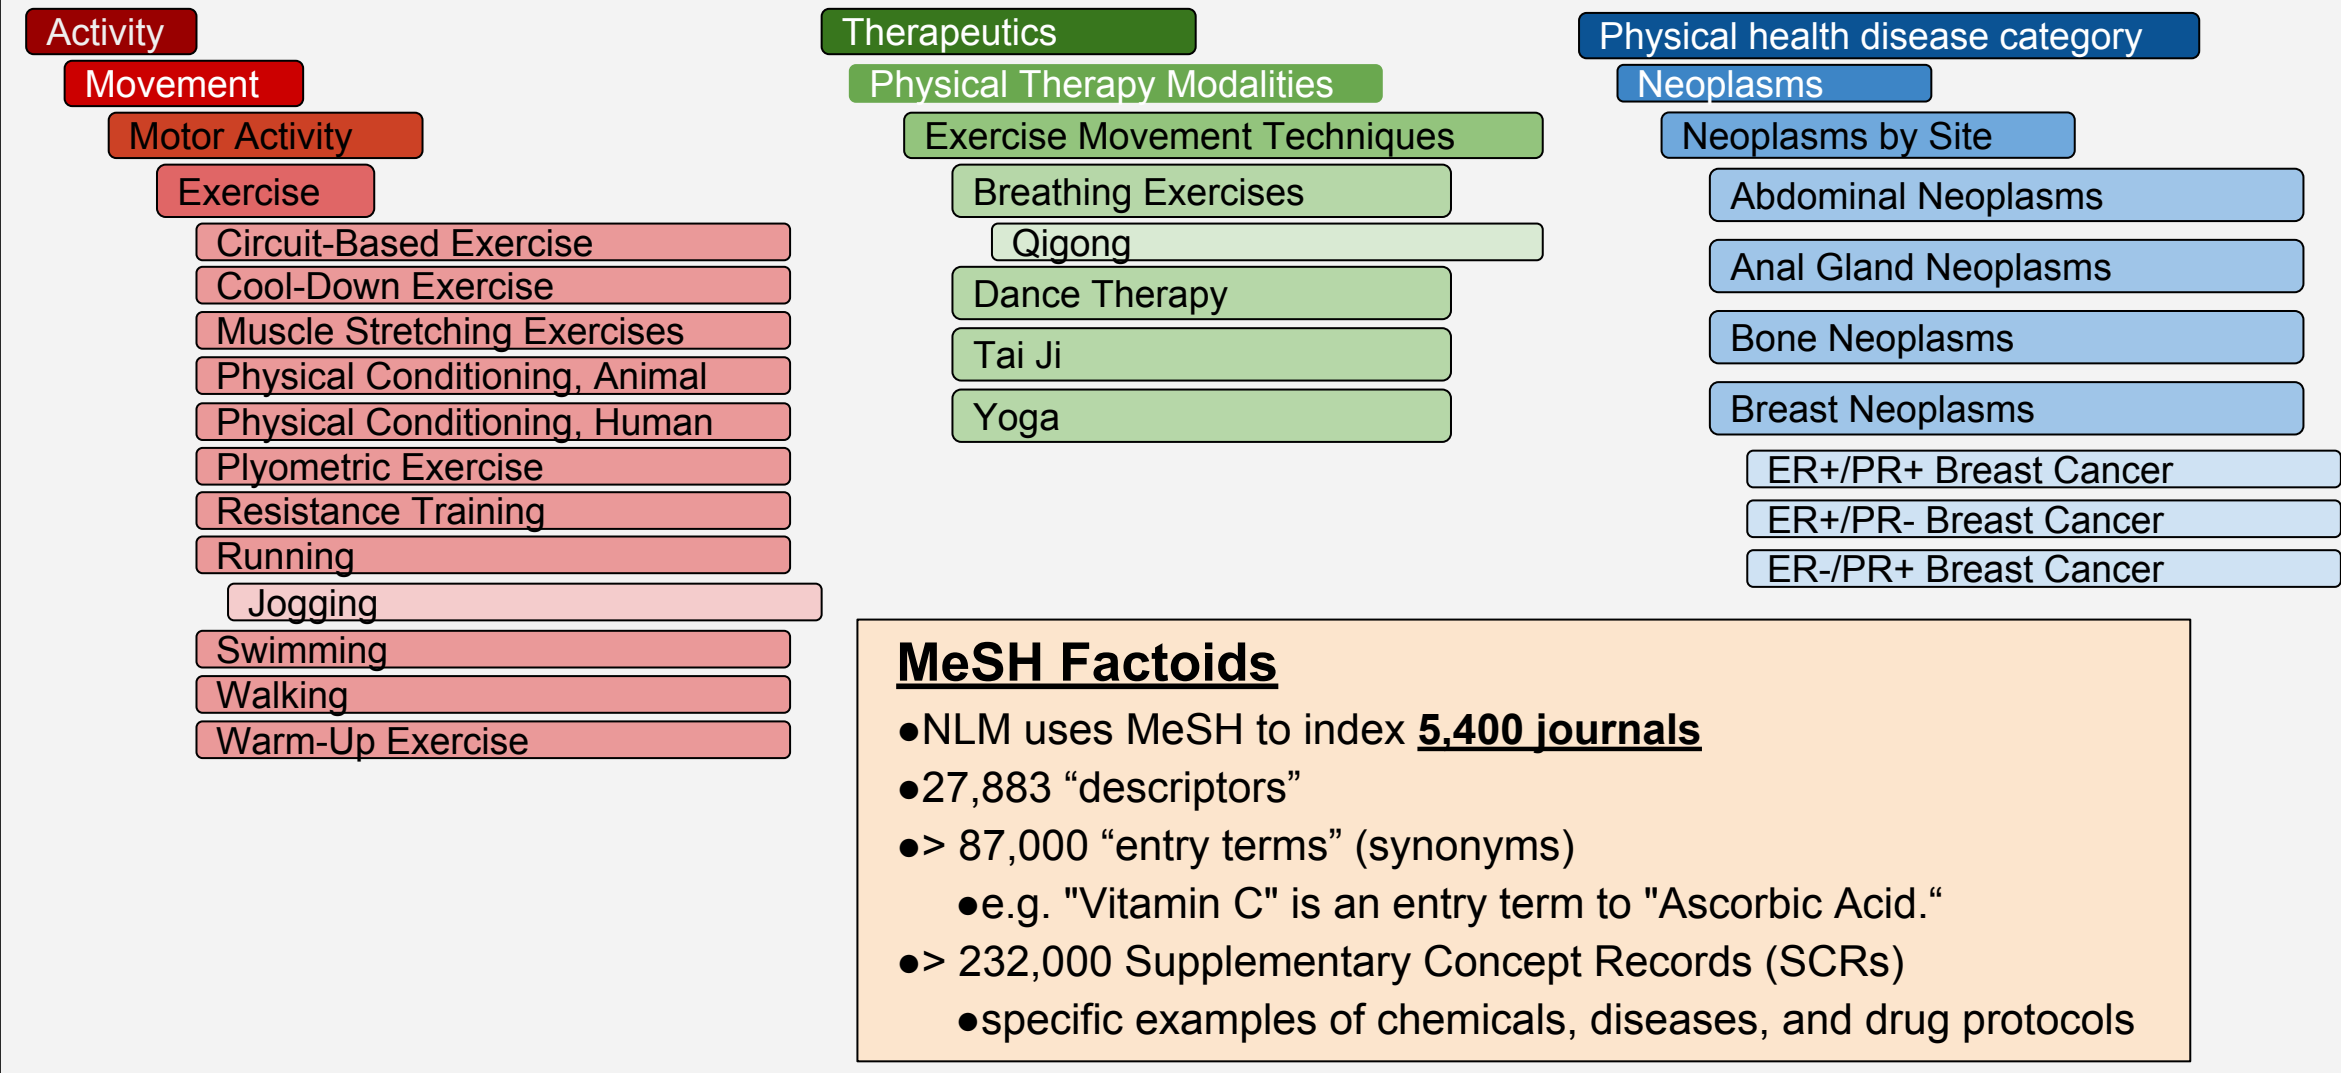 Activity
Movement
Motor Activity
Exercise
Circuit-Based Exercise
Cool-Down Exercise
Muscle Stretching Exercises
Physical Conditioning, Animal
Physical Conditioning, Human
Plyometric Exercise
Resistance Training
Running
Jogging
Swimming
Walking
Warm-Up Exercise
Therapeutics
Physical Therapy Modalities
Exercise Movement Techniques
Breathing Exercises
Qigong
Dance Therapy
Tai Ji
Yoga
Physical health disease category
Neoplasms
Neoplasms by Site
Abdominal Neoplasms
Anal Gland Neoplasms
Bone Neoplasms
Breast Neoplasms
ER+/PR+ Breast Cancer
ER+/PR- Breast Cancer
ER-/PR+ Breast Cancer
MeSH Factoids
●NLM uses MeSH to index 5,400 journals
●27,883 “descriptors”
●> 87,000 “entry terms” (synonyms)
●e.g. "Vitamin C" is an entry term to "Ascorbic Acid.“
●> 232,000 Supplementary Concept Records (SCRs)
●specific examples of chemicals, diseases, and drug protocols